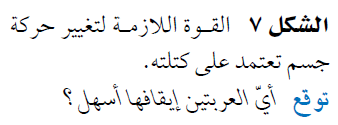 الشكل ٧ القوة اللازمة لتغيير حركة
جسم تعتمد على كتلته.
توقع أيّ العربتين إيقافها أسهل؟